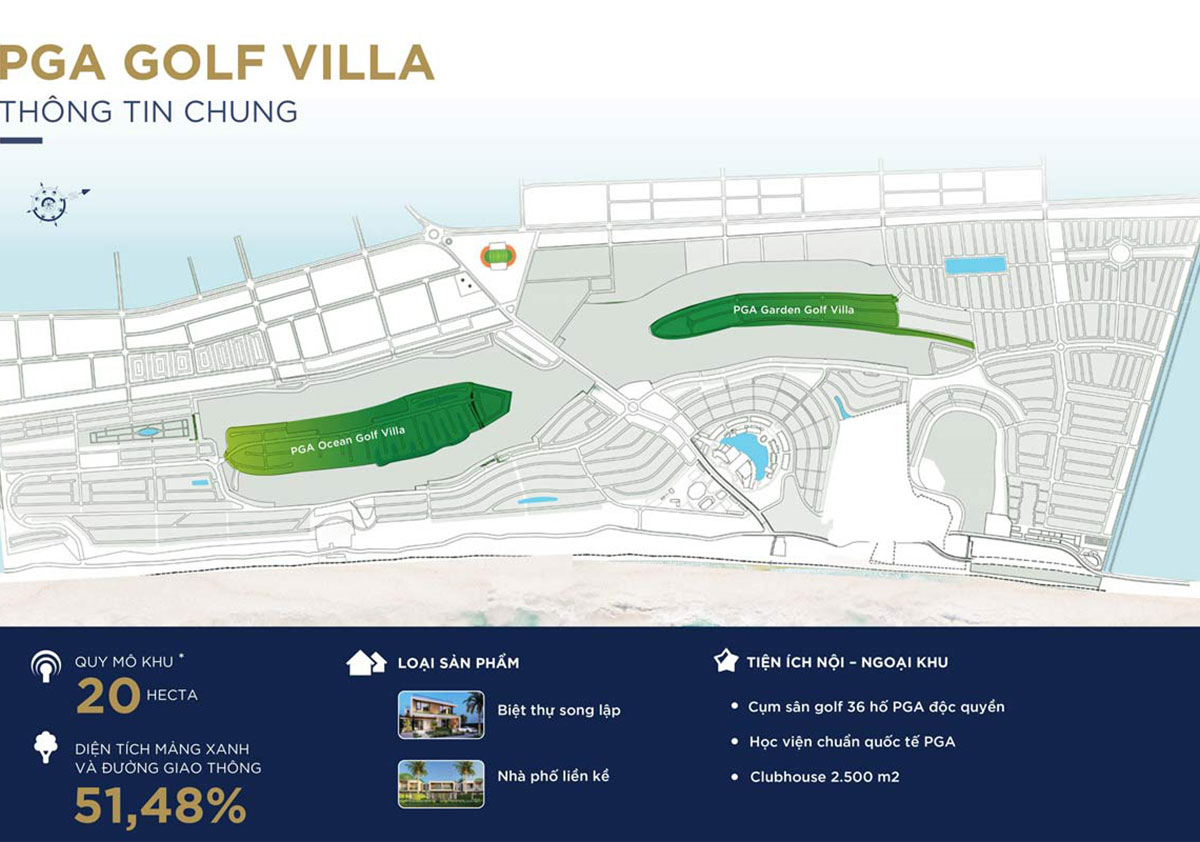 PGA GOLF VILLA
THÔNG TIN CHUNG
PGA Garden Golf Villa
PGA Ocean Golf Villa
QUY MÔ KHU *
20 HECTA
DIỆN TÍCH MẢNG XANH
VÀ ĐƯỜNG GIAO THÔNG
51,48%
LOẠI SẢN PHẨM
Biệt thự song lập
Nhà phố liền kề
TIỆN ÍCH NỘI – NGOẠI KHU
• Cụm sân golf 36 hố PGA độc quyền
• Học viện chuẩn quốc tế PGA
• Clubhouse 2.500 m2